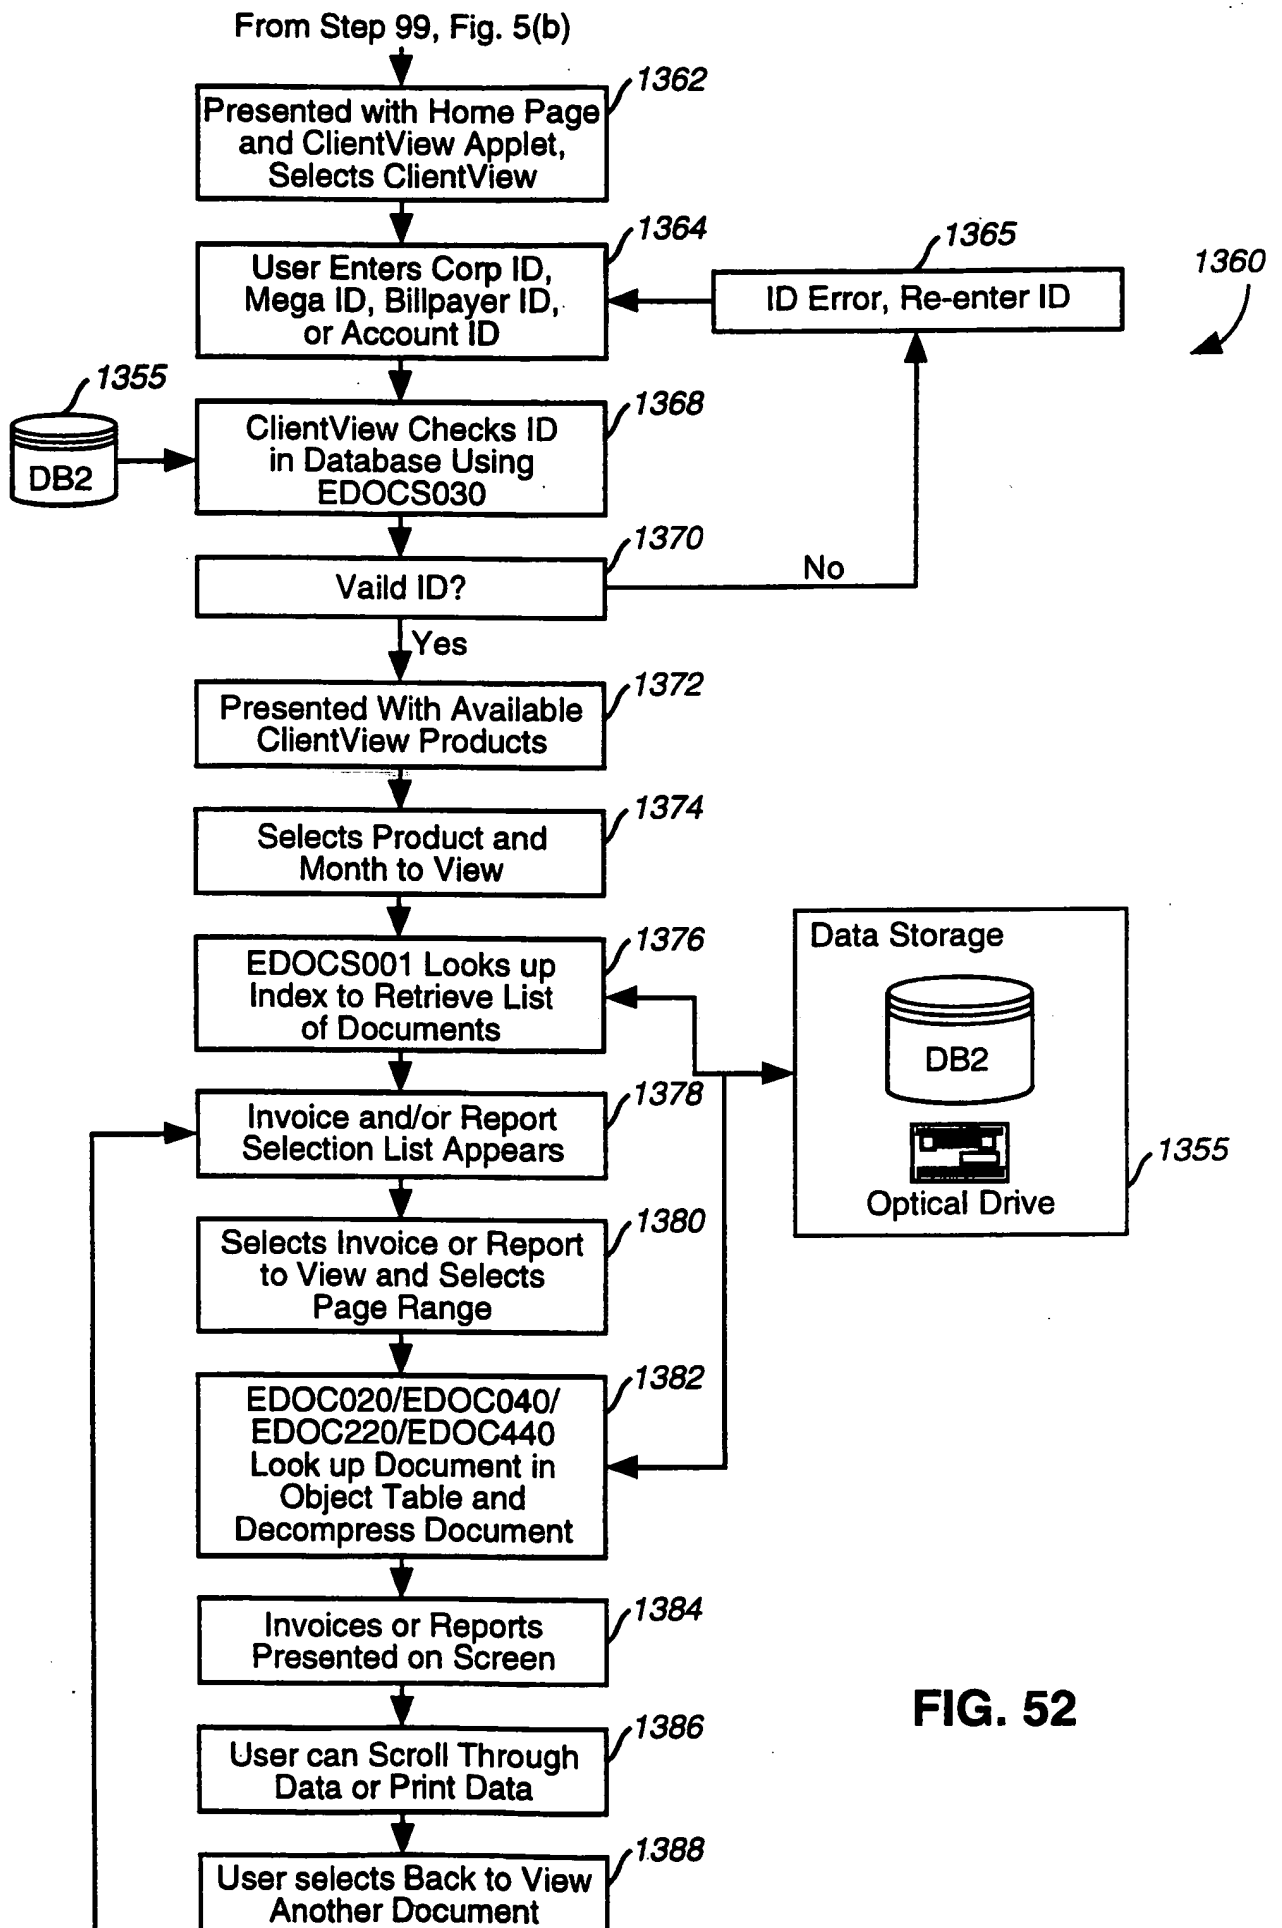 From Step 99, Fig. 5(b)
1362
Presented with Home Page
and ClientView Applet,
Selects ClientView
1364
User Enters Corp ID,
Mega ID, Billpayer ID,
or Account ID
1365
ID Error, Re-enter ID
1360
1355
DB2
1368
ClientView Checks ID
in Database Using
EDOCS030
1370
Vaild ID?
No
Yes
1372
Presented With Available
ClientView Products
1374
Selects Product and
Month to View
1376
EDOCS001 Looks up
Index to Retrieve List
of Documents
Data Storage
DB2
Optical Drive
1355
1378
Invoice and/or Report
Selection List Appears
1380
Selects Invoice or Report
to View and Selects
Page Range
1382
EDOC020/EDOC040/
EDOC220/EDOC440
Look up Document in
Object Table and
Decompress Document
1384
Invoices or Reports
Presented on Screen
1386
User can Scroll Through
Data or Print Data
1388
User selects Back to View
Another Document
FIG. 52